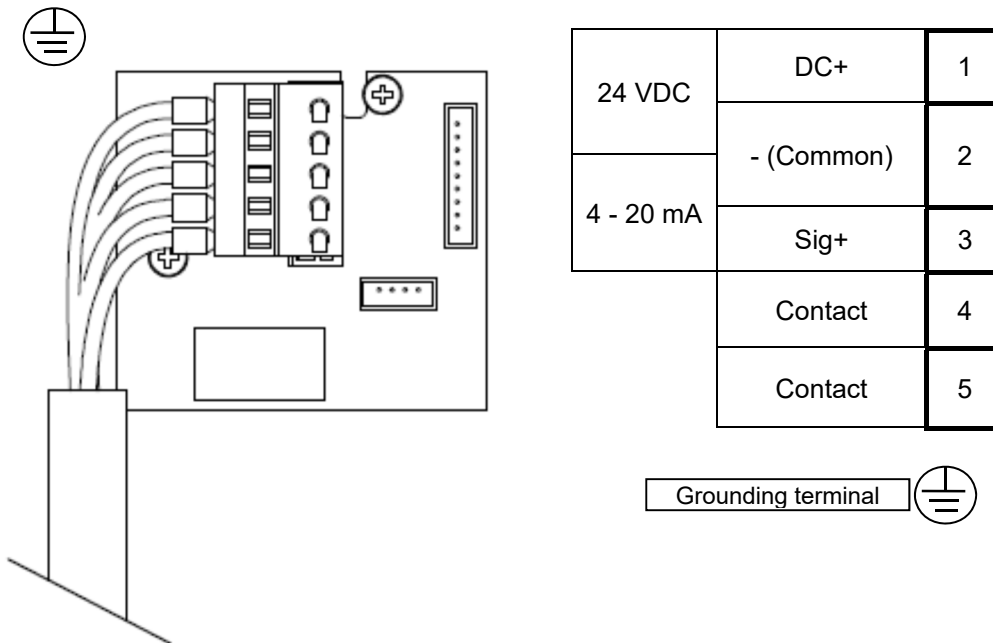 24 VDC
DC+
1
- (Common)
2
4 - 20 mA
Sig+
3
Contact
4
Contact
5
Grounding terminal